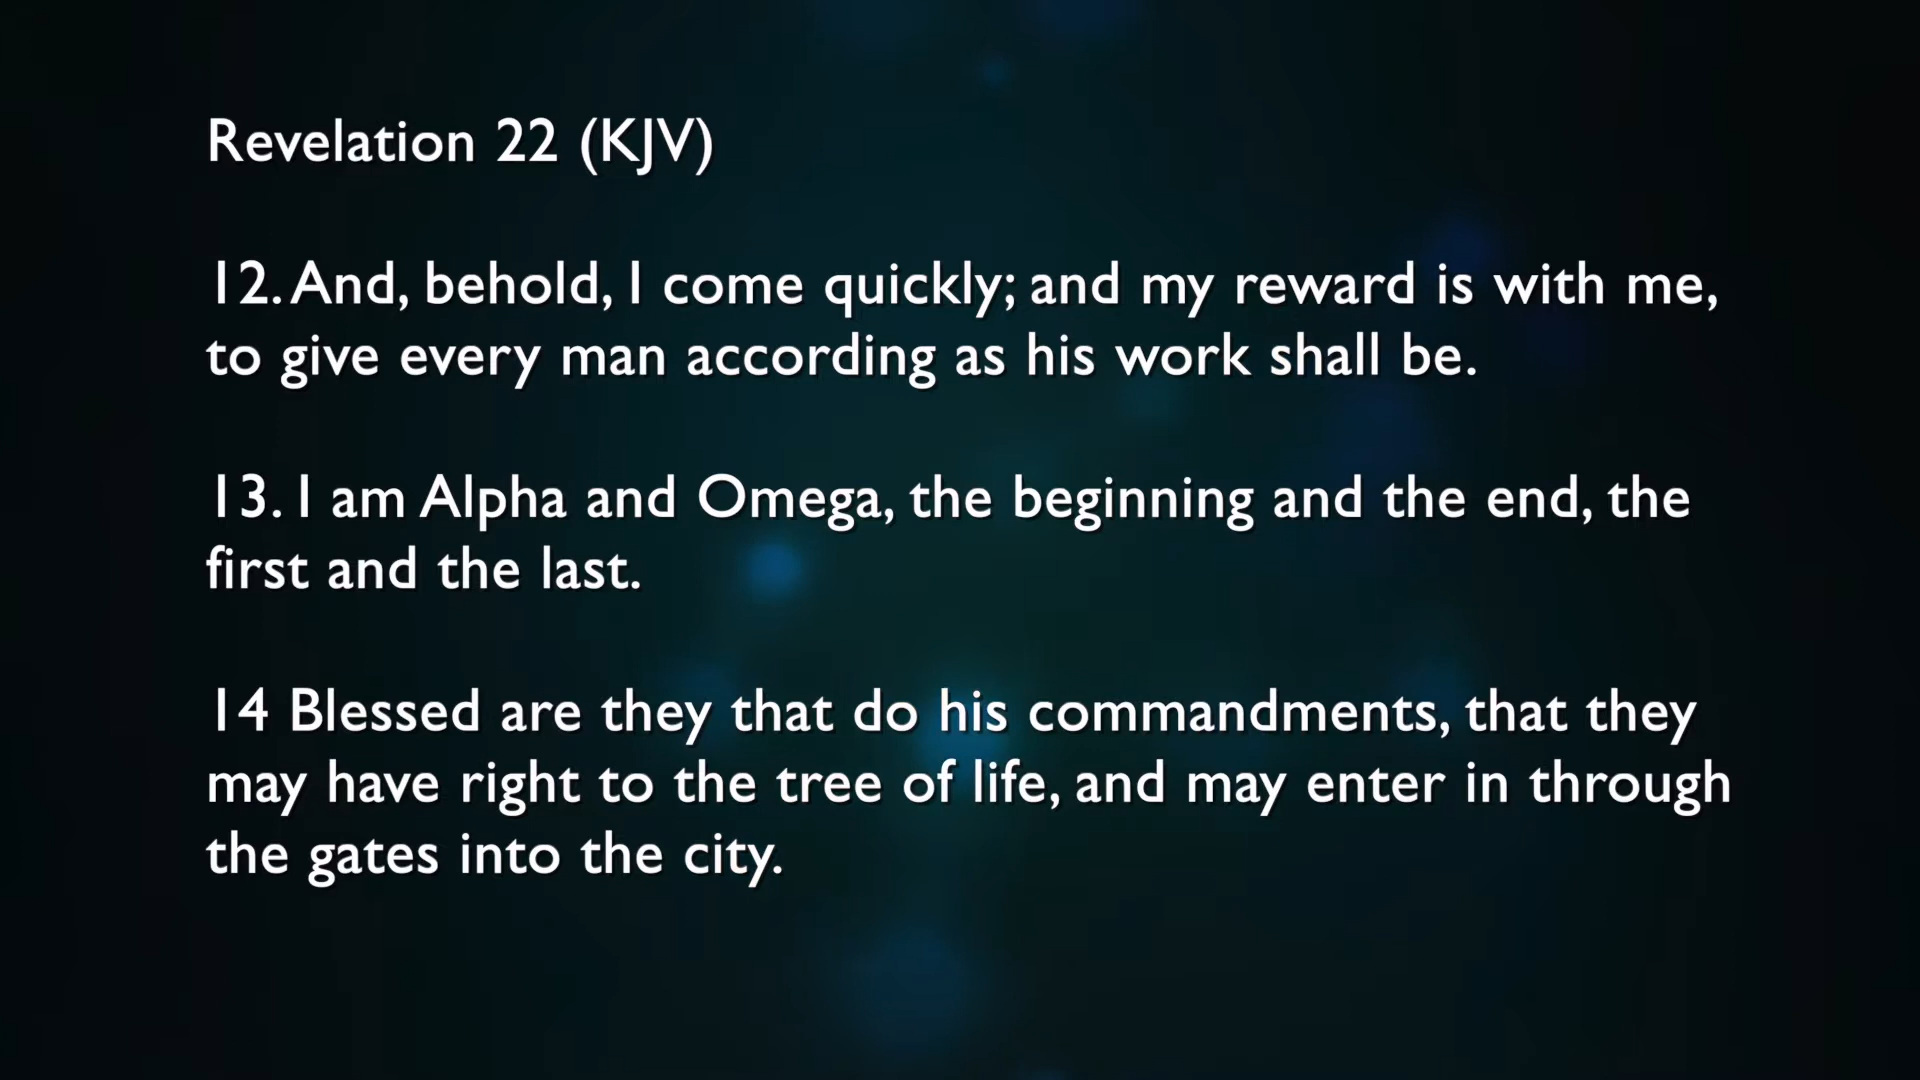 Revelation 22 (KJV)
12. And, behold, I come quickly; and my reward is with me,
to give every man according as his work shall be.
13. I am Alpha and Omega, the beginning and the end, the
first and the last.
14 Blessed are they that do his commandments, that they
may have right to the tree of life, and may enter in through
the gates into the city.